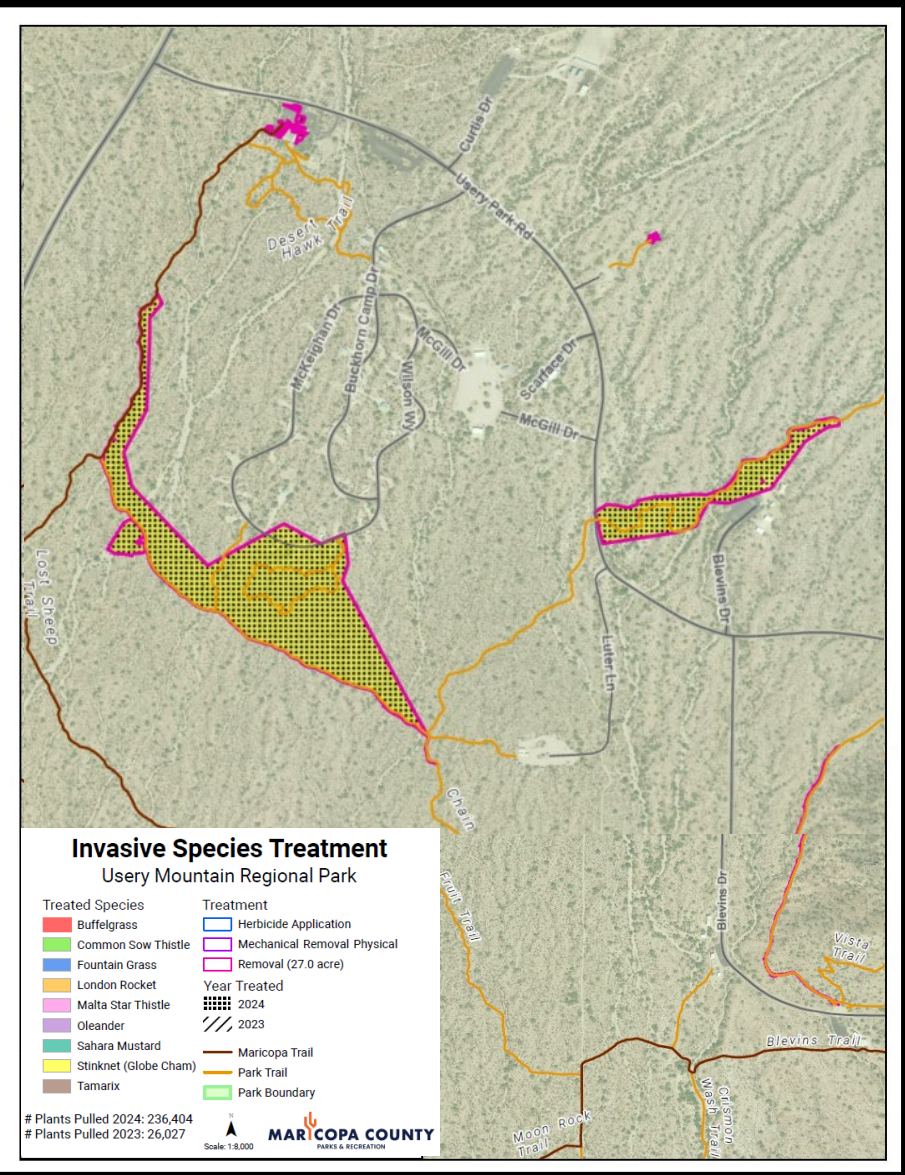 Curtis Dr
Usery Park Rd
Desert
Hawk Trail
McKeighan Dr
Buckhorn Camp Dr
Wilson WY
McGill Dr
Scarface Dr
McGill Dr
Lost Sheep
Trail
Blevins Dr
Luter Ln
Chain
Fruit Trail
Blevins Dr
Vista
Trail
Blevins Trail
Moon Rock
Trail
Crismon
Wash Trail
Invasive Species Treatment
Usery Mountain Regional Park
Treated Species
Buffelgrass
Common Sow Thistle
Fountain Grass
London Rocket
Malta Star Thistle
Oleander
Sahara Mustard
Stinknet (Globe Cham)
Tamarix
Treatment
Herbicide Application
Mechanical Removal Physical
Removal (27.0 acre)
Year Treated
2024
2023
Maricopa Trail
Park Trail
Park Boundary
# Plants Pulled 2024: 236,404
# Plants Pulled 2023: 26,027
N
Scale: 1:8,000
MARICOPA COUNTY
PARKS & RECREATION